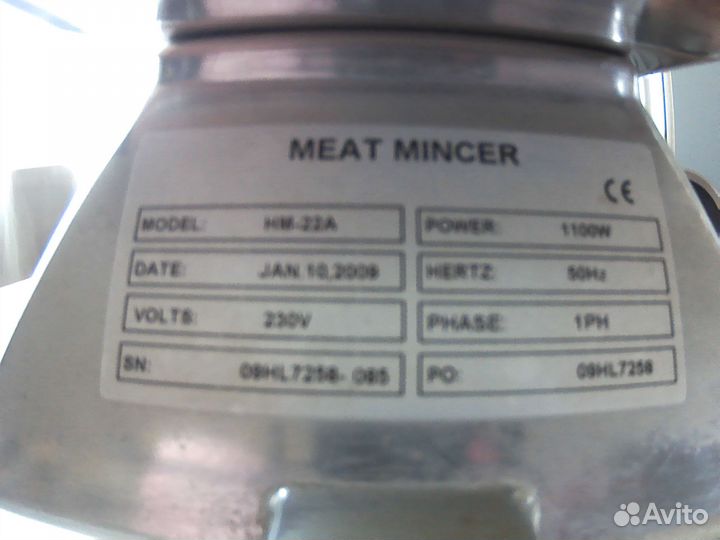 MEAT MINCER
CE
MODEL: HM-22A POWER: 1100W
DATE: JAN.10,2009 HERTZ: 50Hz
VOLTS: 230V PHASE: 1PH
SN: 09HL7258-085 PO: 09HL7258
Avito